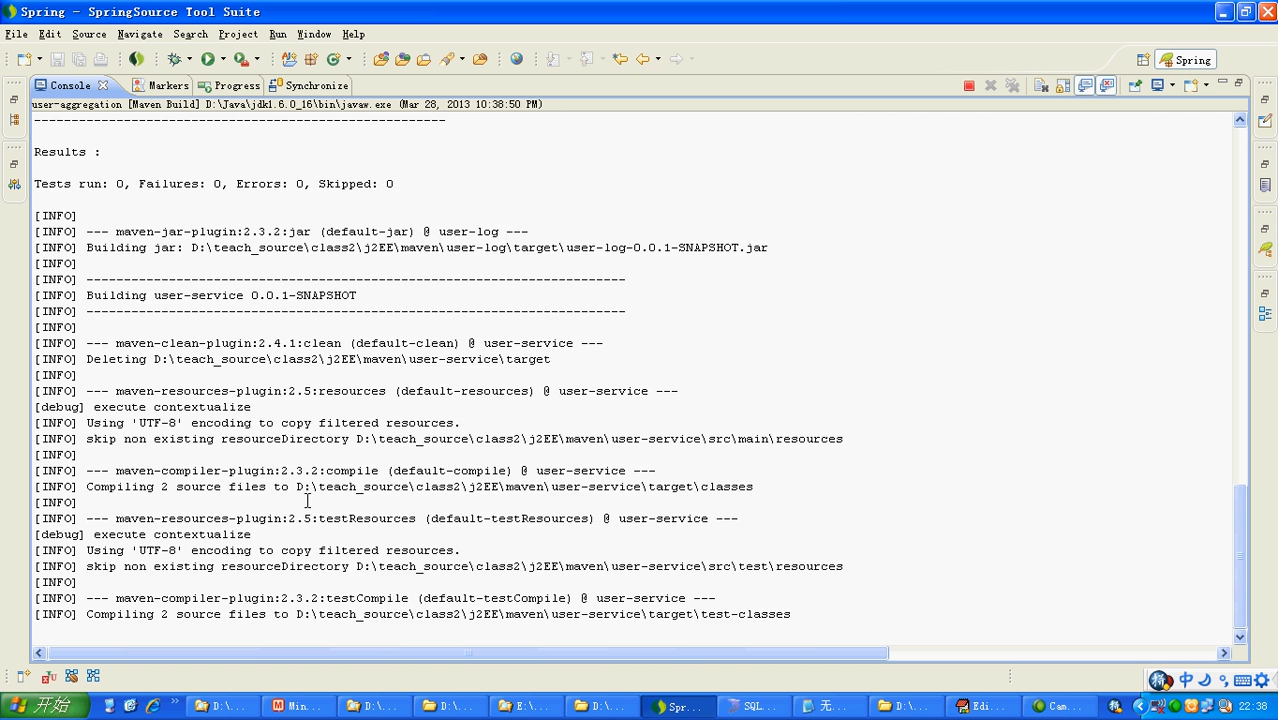 Spring - SpringSource Tool Suite
File Edit Source Navigate Search Project Run Window Help
Spring
Console Markers Progress Synchronize
user-aggregation [Maven Build] D:\Java\jdk1.6.0_16\bin\javaw.exe (Mar 28, 2013 10:38:50 PM)
-------------------------------------------------------
Results :
Tests run: 0, Failures: 0, Errors: 0, Skipped: 0
[INFO]
[INFO] --- maven-jar-plugin:2.3.2:jar (default-jar) @ user-log ---
[INFO] Building jar: D:\teach_source\class2\j2EE\maven\user-log\target\user-log-0.0.1-SNAPSHOT.jar
[INFO]
[INFO] ------------------------------------------------------------------------
[INFO] Building user-service 0.0.1-SNAPSHOT
[INFO] ------------------------------------------------------------------------
[INFO]
[INFO] --- maven-clean-plugin:2.4.1:clean (default-clean) @ user-service ---
[INFO] Deleting D:\teach_source\class2\j2EE\maven\user-service\target
[INFO]
[INFO] --- maven-resources-plugin:2.5:resources (default-resources) @ user-service ---
[debug] execute contextualize
[INFO] Using 'UTF-8' encoding to copy filtered resources.
[INFO] skip non existing resourceDirectory D:\teach_source\class2\j2EE\maven\user-service\src\main\resources
[INFO]
[INFO] --- maven-compiler-plugin:2.3.2:compile (default-compile) @ user-service ---
[INFO] Compiling 2 source files to D:\teach_source\class2\j2EE\maven\user-service\target\classes
[INFO]
[INFO] --- maven-resources-plugin:2.5:testResources (default-testResources) @ user-service ---
[debug] execute contextualize
[INFO] Using 'UTF-8' encoding to copy filtered resources.
[INFO] skip non existing resourceDirectory D:\teach_source\class2\j2EE\maven\user-service\src\test\resources
[INFO]
[INFO] --- maven-compiler-plugin:2.3.2:testCompile (default-testCompile) @ user-service ---
[INFO] Compiling 2 source files to D:\teach_source\class2\j2EE\maven\user-service\target\test-classes
中
开始 D:\... Min... D:\... D:\... E:\... D:\... Spr... SQL... 无... D:\... Edi... Cam... 22:38